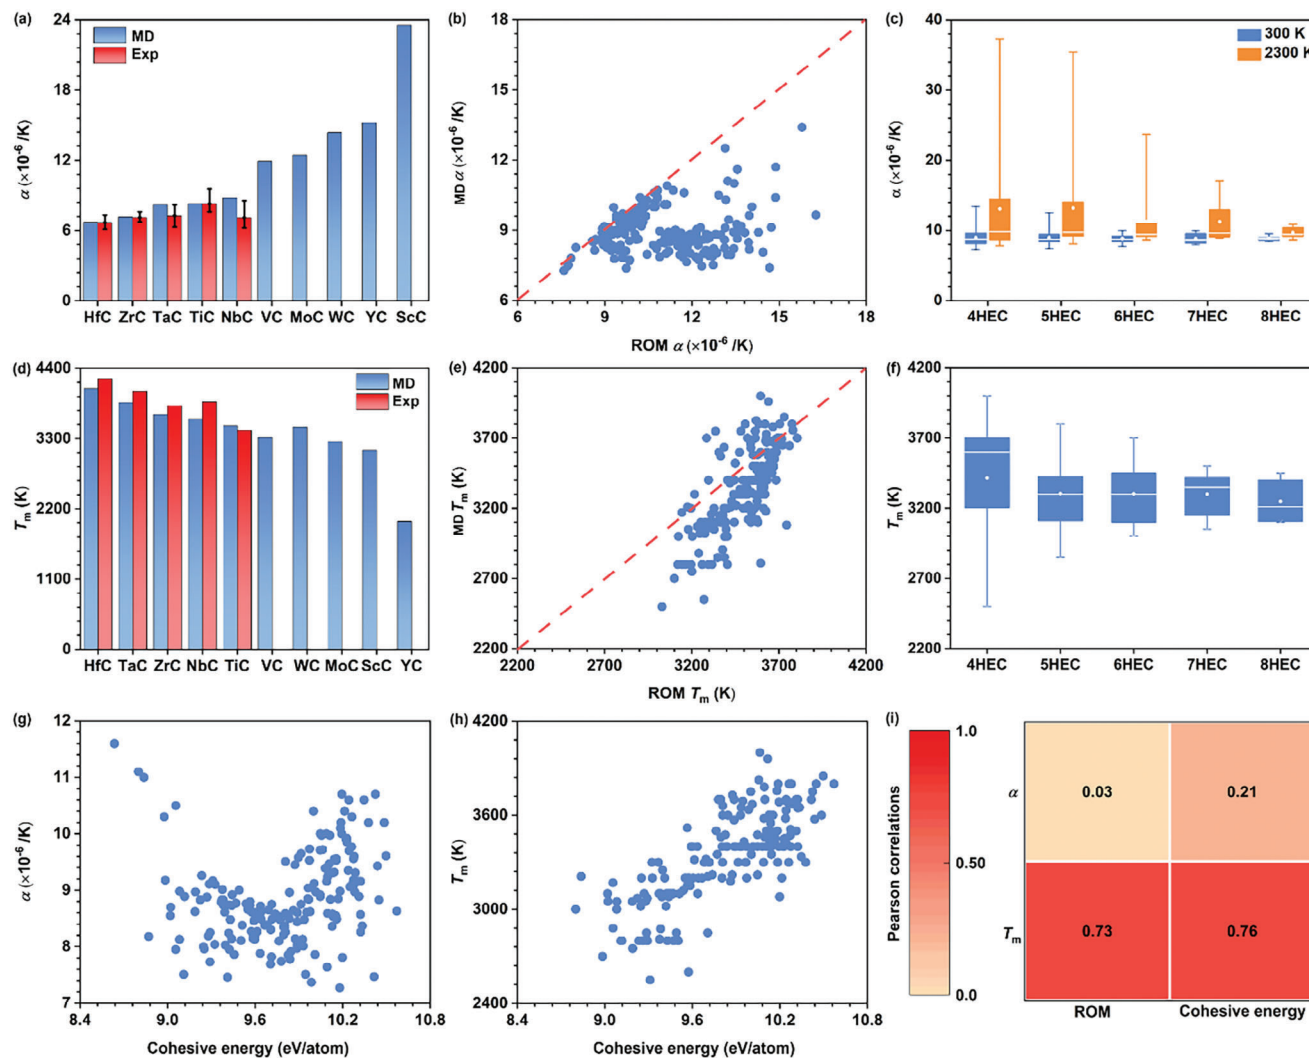 (a)
24
18
12
6
0
α (×10⁻⁶ /K)
MD
Exp
HfC ZrC TaC TiC NbC VC MoC WC YC ScC
(b)
18
15
12
9
6
MD α (×10⁻⁶ /K)
6 9 12 15 18
ROM α (×10⁻⁶ /K)
(c)
40
30
20
10
0
α (×10⁻⁶ /K)
300 K
2300 K
4HEC 5HEC 6HEC 7HEC 8HEC
(d)
4400
3300
2200
1100
0
Tm (K)
MD
Exp
HfC TaC ZrC NbC TiC VC WC MoC ScC YC
(e)
4200
3700
3200
2700
2200
MD Tm (K)
2200 2700 3200 3700 4200
ROM Tm (K)
(f)
4200
3700
3200
2700
2200
Tm (K)
4HEC 5HEC 6HEC 7HEC 8HEC
(g)
12
11
10
9
8
7
α (×10⁻⁶ /K)
8.4 9.0 9.6 10.2 10.8
Cohesive energy (eV/atom)
(h)
4200
3600
3000
2400
Tm (K)
8.4 9.0 9.6 10.2 10.8
Cohesive energy (eV/atom)
(i)
1.0
0.50
0.0
Pearson correlations
α
0.03 0.21
Tm
0.73 0.76
ROM Cohesive energy